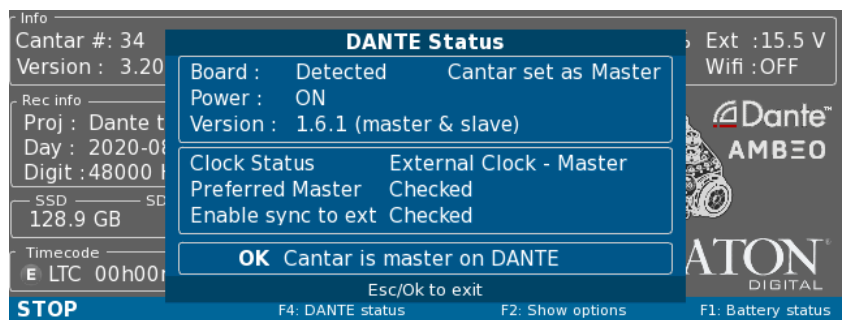 Info
Cantar #: 34
Version : 3.20
Ext :15.5 V
Wifi :OFF
Rec info
Proj : Dante t
Day : 2020-0
Digit :48000
SSD
SD
128.9 GB
Timecode
E LTC 00h00
DANTE Status
Board : Detected Cantar set as Master
Power : ON
Version : 1.6.1 (master & slave)
Clock Status External Clock - Master
Preferred Master Checked
Enable sync to ext Checked
OK Cantar is master on DANTE
Esc/Ok to exit
Dante™
AMBEO
ATON
DIGITAL
STOP F4: DANTE status F2: Show options F1: Battery status